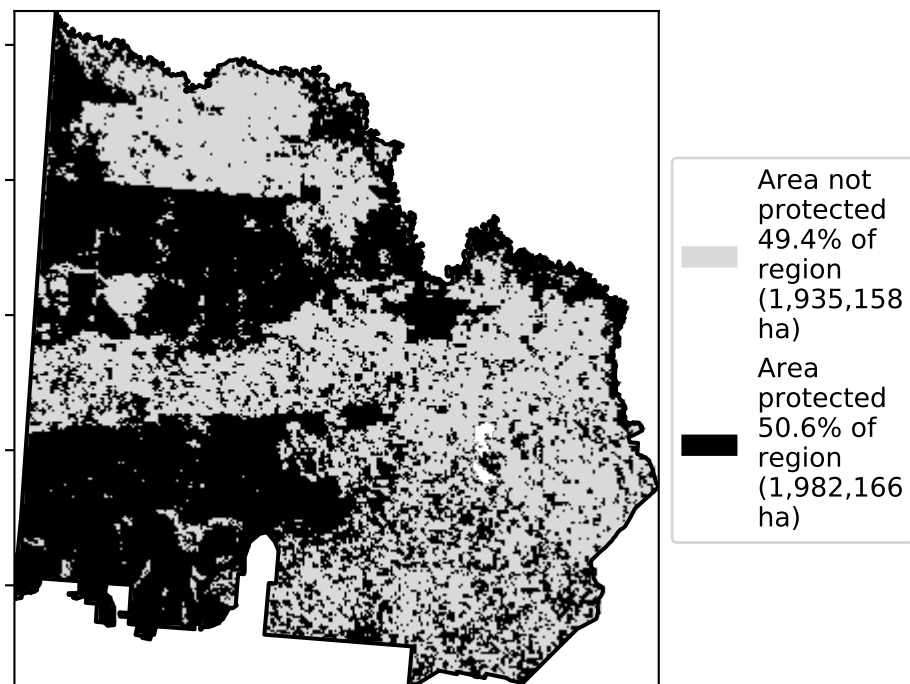 Area not
protected
49.4% of
region
(1,935,158
ha)
Area
protected
50.6% of
region
(1,982,166
ha)